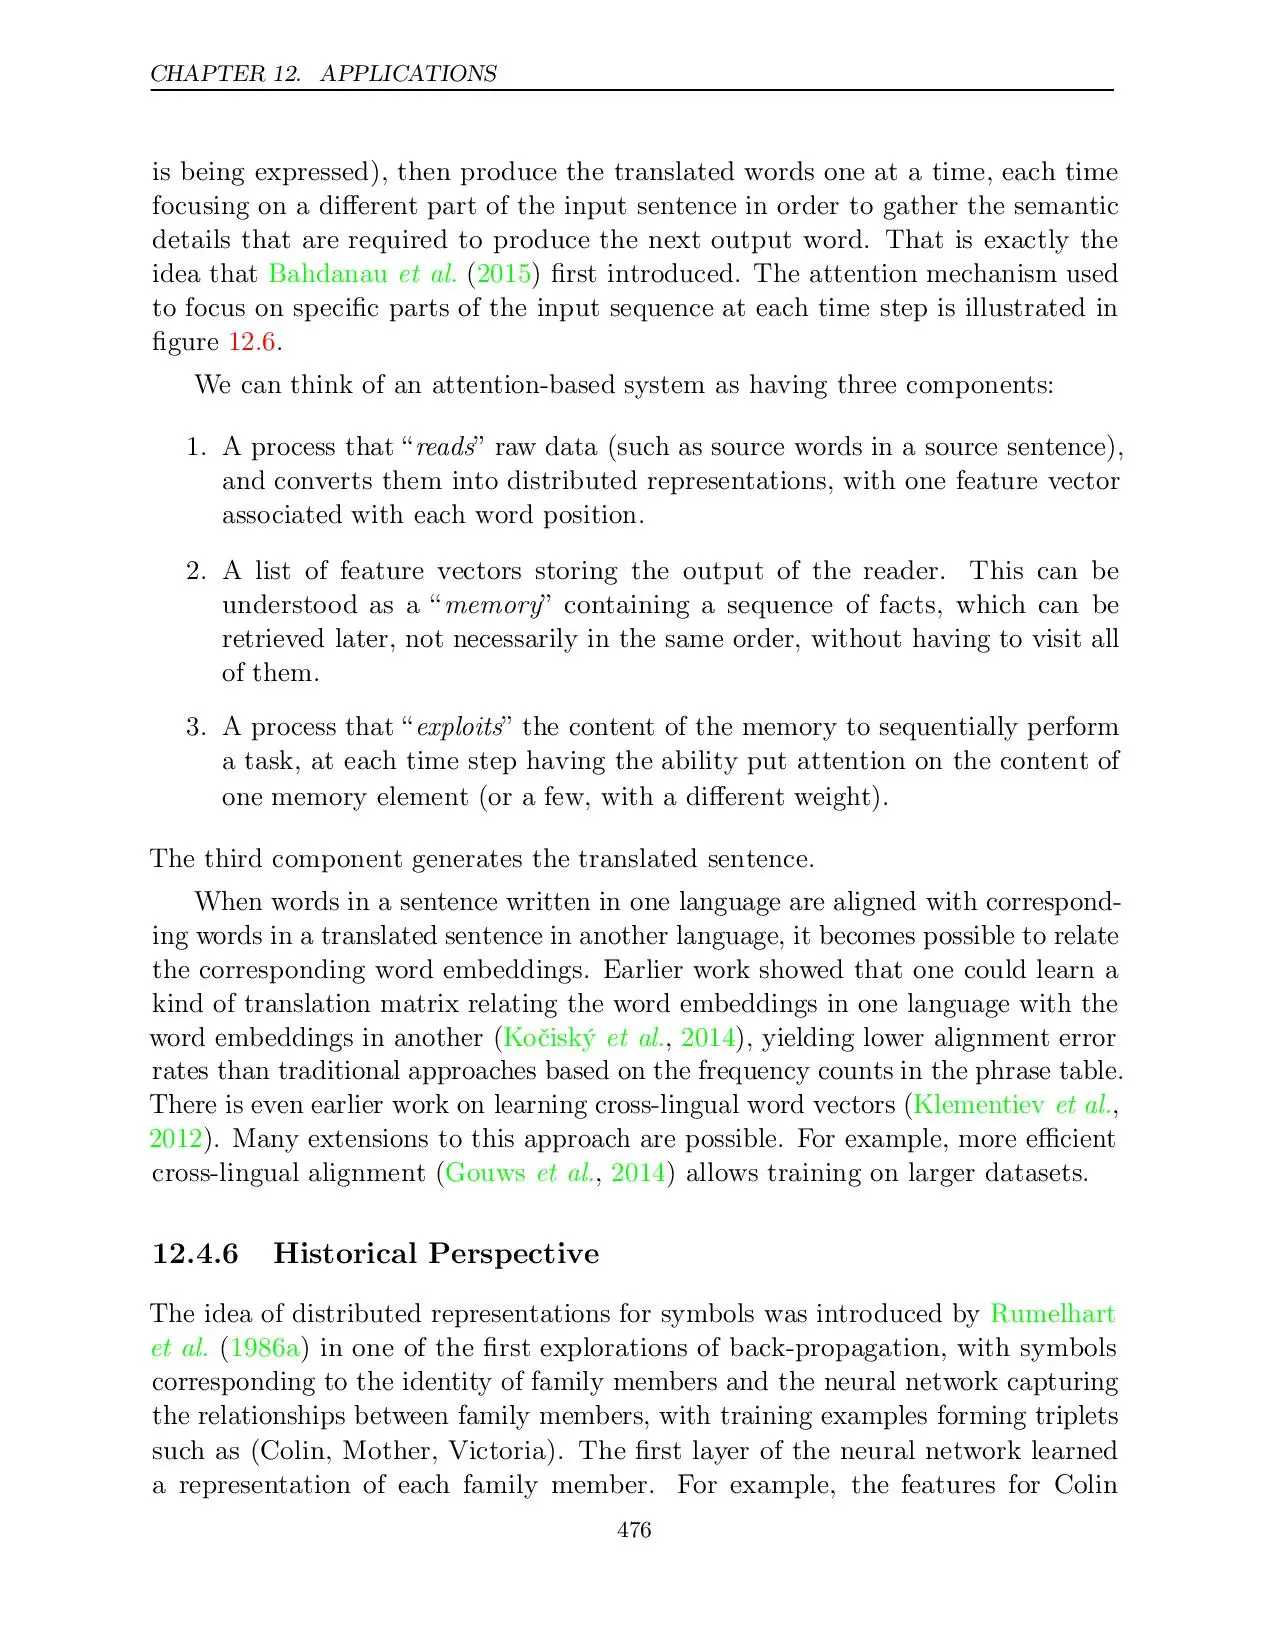 CHAPTER 12. APPLICATIONS
is being expressed), then produce the translated words one at a time, each time
focusing on a different part of the input sentence in order to gather the semantic
details that are required to produce the next output word. That is exactly the
idea that Bahdanau et al. (2015) first introduced. The attention mechanism used
to focus on specific parts of the input sequence at each time step is illustrated in
figure 12.6.
We can think of an attention-based system as having three components:
1. A process that “reads” raw data (such as source words in a source sentence),
and converts them into distributed representations, with one feature vector
associated with each word position.
2. A list of feature vectors storing the output of the reader. This can be
understood as a “memory” containing a sequence of facts, which can be
retrieved later, not necessarily in the same order, without having to visit all
of them.
3. A process that “exploits” the content of the memory to sequentially perform
a task, at each time step having the ability put attention on the content of
one memory element (or a few, with a different weight).
The third component generates the translated sentence.
When words in a sentence written in one language are aligned with correspond-
ing words in a translated sentence in another language, it becomes possible to relate
the corresponding word embeddings. Earlier work showed that one could learn a
kind of translation matrix relating the word embeddings in one language with the
word embeddings in another (Kočiský et al., 2014), yielding lower alignment error
rates than traditional approaches based on the frequency counts in the phrase table.
There is even earlier work on learning cross-lingual word vectors (Klementiev et al.,
2012). Many extensions to this approach are possible. For example, more efficient
cross-lingual alignment (Gouws et al., 2014) allows training on larger datasets.
12.4.6 Historical Perspective
The idea of distributed representations for symbols was introduced by Rumelhart
et al. (1986a) in one of the first explorations of back-propagation, with symbols
corresponding to the identity of family members and the neural network capturing
the relationships between family members, with training examples forming triplets
such as (Colin, Mother, Victoria). The first layer of the neural network learned
a representation of each family member. For example, the features for Colin
476